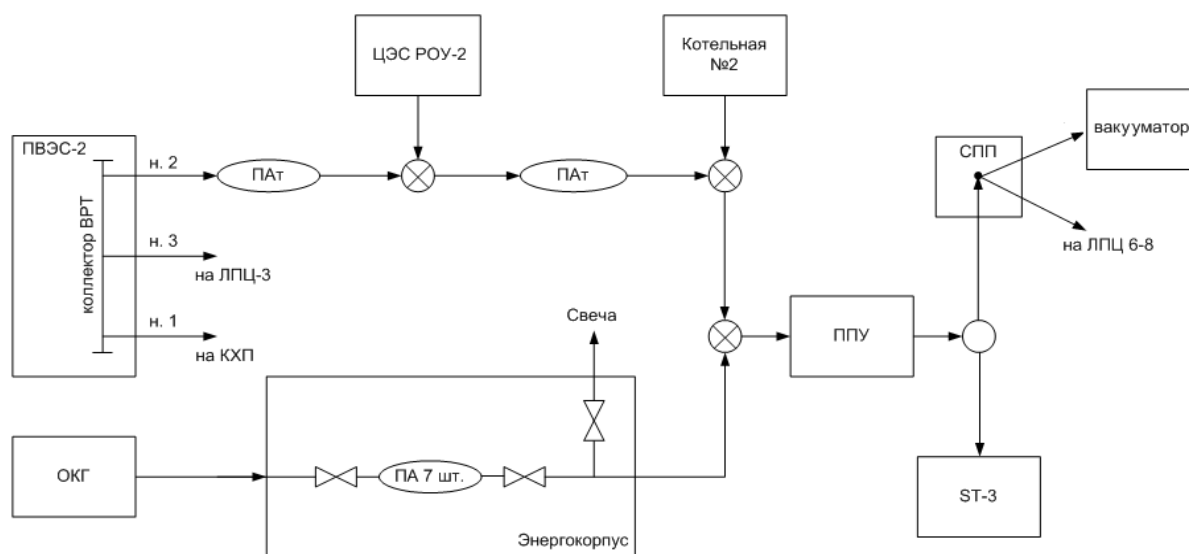 ЦЭС РОУ-2
Котельная
№2
вакууматор
ПВЭС-2
СПП
н. 2
ПАт
ПАт
коллектор ВРТ
н. 3
на ЛПЦ-3
на ЛПЦ 6-8
н. 1
на КХП
Свеча
ППУ
ОКГ
ПА 7 шт.
ST-3
Энергокорпус